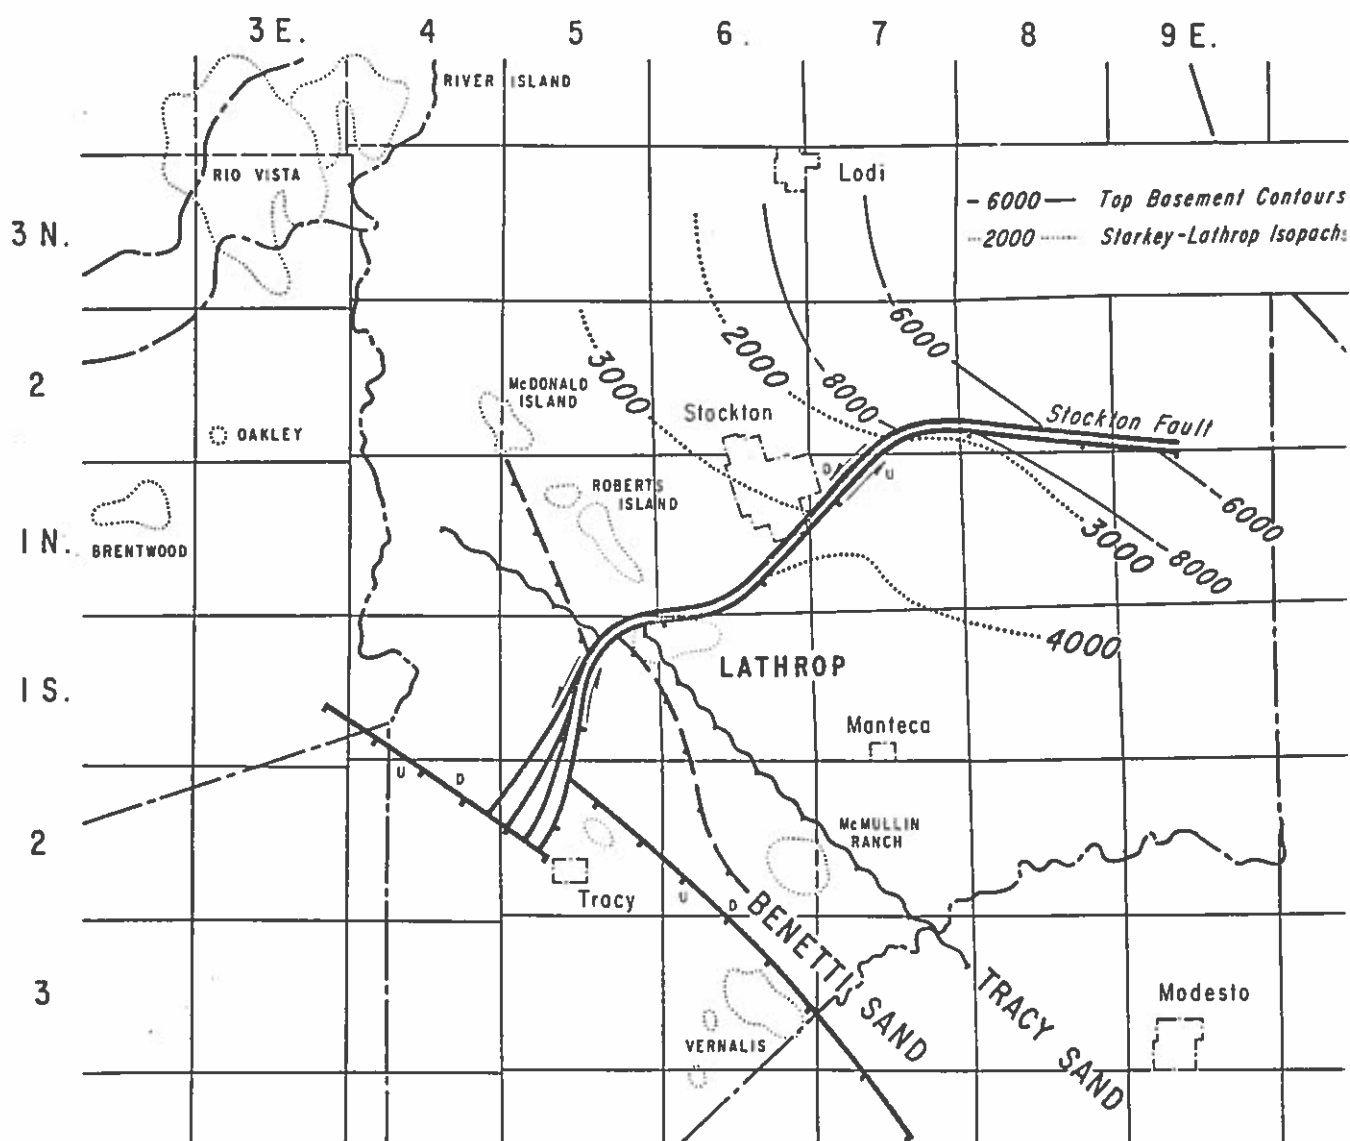 3 E. 4 5 6. 7 8 9 E.
RIVER ISLAND
RIO VISTA
Lodi
-6000— Top Basement Contours
2000 Starkey-Lathrop Isopachs
3 N.
6000
2000
3000
8000
2
McDONALD
ISLAND
Stockton
Stockton Fault
OAKLEY
D U
ROBERTS
ISLAND
6000
3000
8000
1 N.
BRENTWOOD
4000
LATHROP
1 S.
Manteca
U D
2
McMULLIN
RANCH
Tracy
U D
BENETTI SAND
TRACY SAND
3
Modesto
VERNALIS